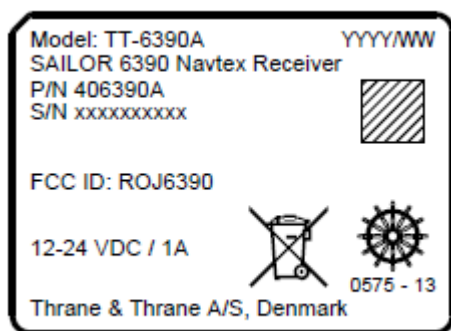 Model: TT-6390A YYYY/WW
SAILOR 6390 Navtex Receiver
P/N 406390A
S/N xxxxxxxxxx
FCC ID: ROJ6390
12-24 VDC / 1A
0575 - 13
Thrane & Thrane A/S, Denmark